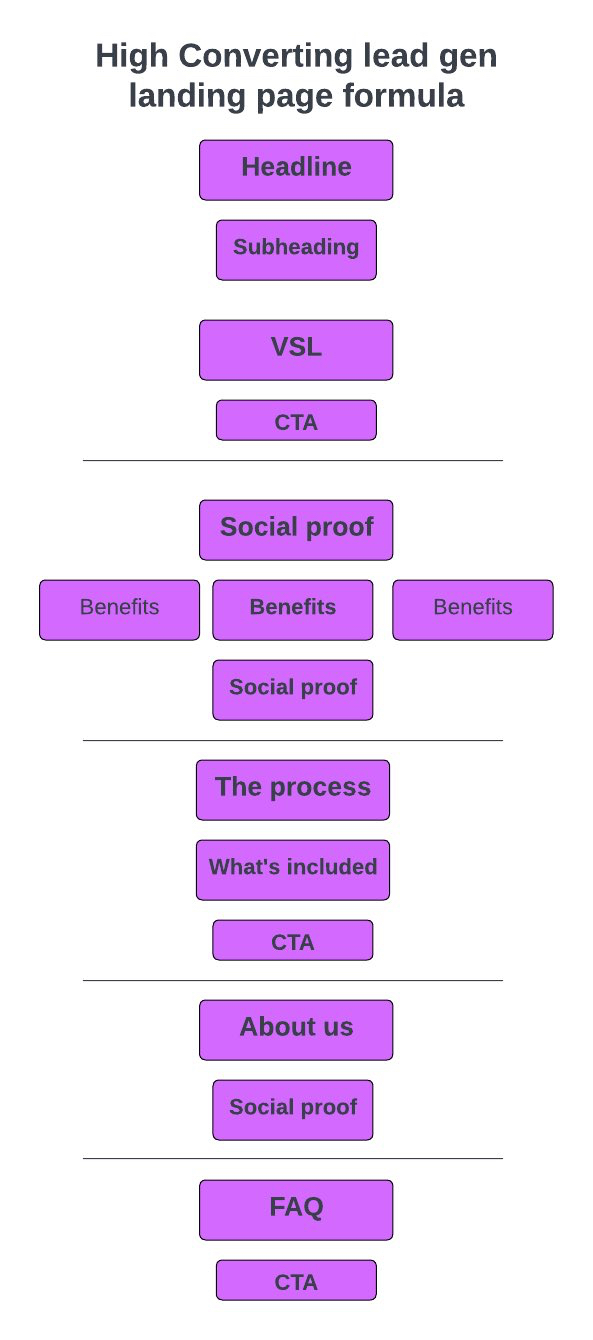 High Converting lead gen
landing page formula
Headline
Subheading
VSL
CTA
Social proof
Benefits Benefits Benefits
Social proof
The process
What's included
CTA
About us
Social proof
FAQ
CTA